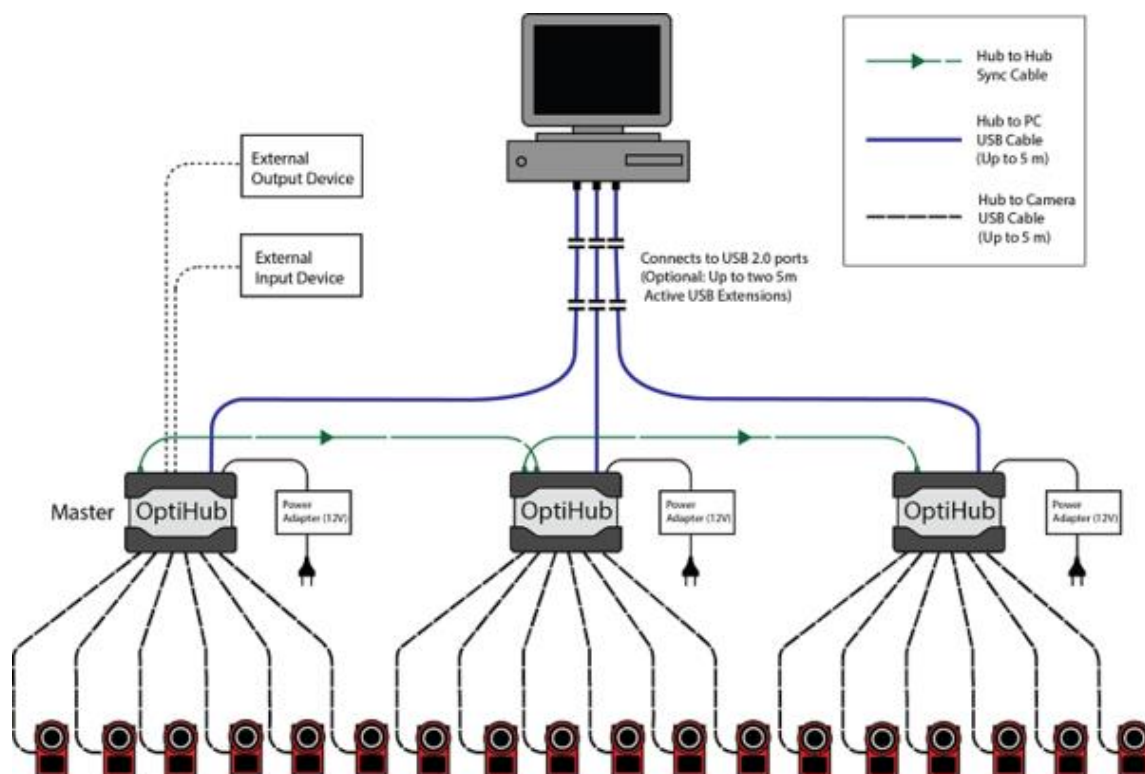 Hub to Hub
Sync Cable
Hub to PC
USB Cable
(Up to 5 m)
Hub to Camera
USB Cable
(Up to 5 m)
External
Output Device
External
Input Device
Connects to USB 2.0 ports
(Optional: Up to two 5m
Active USB Extensions)
Master
OptiHub
Power
Adapter (12V)
OptiHub
Power
Adapter (12V)
OptiHub
Power
Adapter (12V)